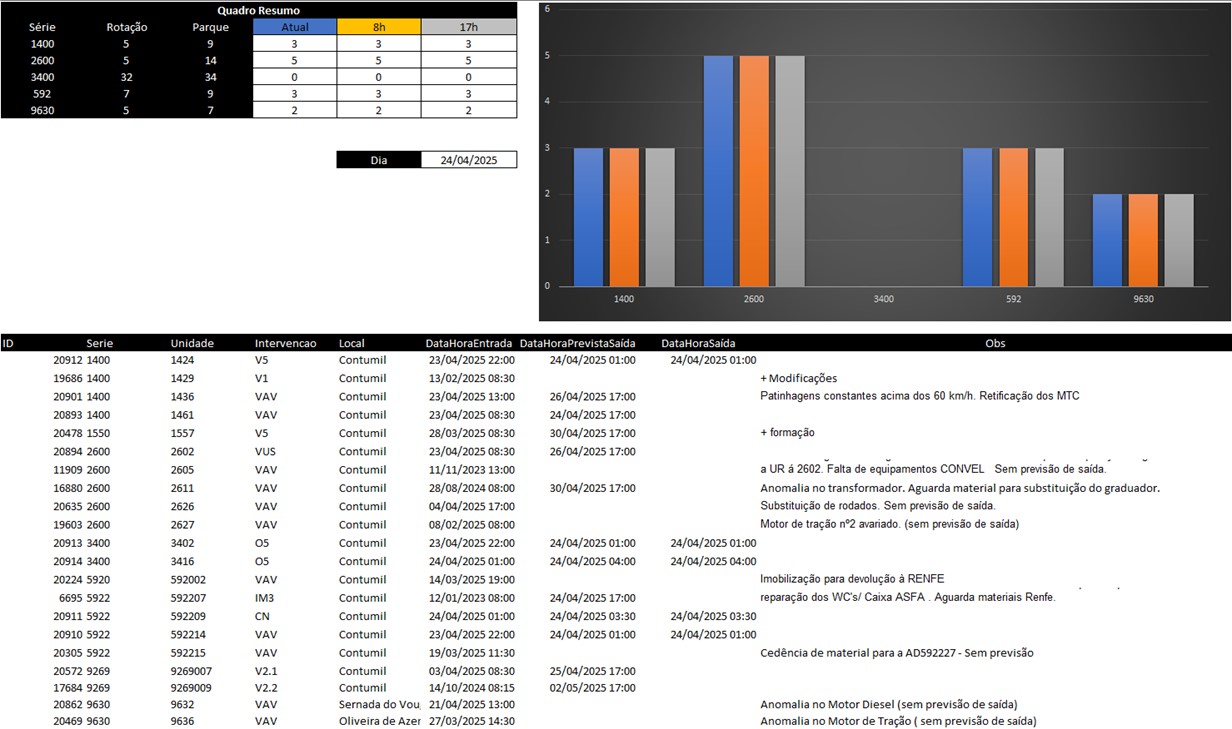 Quadro Resumo
Série Rotação Parque Atual 8h 17h
1400 5 9 3 3 3
2600 5 14 5 5 5
3400 32 34 0 0 0
592 7 9 3 3 3
9630 5 7 2 2 2
Dia 24/04/2025
6
5
4
3
2
1
0
1400 2600 3400 592 9630
ID Serie Unidade Intervencao Local DataHoraEntrada DataHoraPrevistaSaída DataHoraSaída Obs
20912 1400 1424 V5 Contumil 23/04/2025 22:00 24/04/2025 01:00 24/04/2025 01:00
19686 1400 1429 V1 Contumil 13/02/2025 08:30 + Modificações
20901 1400 1436 VAV Contumil 23/04/2025 13:00 26/04/2025 17:00 Patinhagens constantes acima dos 60 km/h. Retificação dos MTC
20893 1400 1461 VAV Contumil 23/04/2025 08:30 24/04/2025 17:00
20478 1550 1557 V5 Contumil 28/03/2025 08:30 30/04/2025 17:00 + formação
20894 2600 2602 VUS Contumil 23/04/2025 08:30 26/04/2025 17:00
11909 2600 2605 VAV Contumil 11/11/2023 13:00 a UR á 2602. Falta de equipamentos CONVEL Sem previsão de saída.
16880 2600 2611 VAV Contumil 28/08/2024 08:00 30/04/2025 17:00 Anomalia no transformador. Aguarda material para substituição do graduador.
20635 2600 2626 VAV Contumil 04/04/2025 17:00 Substituição de rodados. Sem previsão de saída.
19603 2600 2627 VAV Contumil 08/02/2025 08:00 Motor de tração nº2 avariado. (sem previsão de saída)
20913 3400 3402 O5 Contumil 23/04/2025 22:00 24/04/2025 01:00 24/04/2025 01:00
20914 3400 3416 O5 Contumil 24/04/2025 01:00 24/04/2025 04:00 24/04/2025 04:00
20224 5920 592002 VAV Contumil 14/03/2025 19:00 Imobilização para devolução à RENFE
6695 5922 592207 IM3 Contumil 12/01/2023 08:00 24/04/2025 17:00 reparação dos WC's/ Caixa ASFA . Aguarda materiais Renfe.
20911 5922 592209 CN Contumil 24/04/2025 01:00 24/04/2025 03:30 24/04/2025 03:30
20910 5922 592214 VAV Contumil 23/04/2025 22:00 24/04/2025 01:00 24/04/2025 01:00
20305 5922 592215 VAV Contumil 19/03/2025 11:30 Cedência de material para a AD592227 - Sem previsão
20572 9269 9269007 V2.1 Contumil 03/04/2025 08:30 25/04/2025 17:00
17684 9269 9269009 V2.2 Contumil 14/10/2024 08:15 02/05/2025 17:00
20862 9630 9632 VAV Sernada do Vou 21/04/2025 13:00 Anomalia no Motor Diesel (sem previsão de saída)
20469 9630 9636 VAV Oliveira de Azer 27/03/2025 14:30 Anomalia no Motor de Tração ( sem previsão de saída)